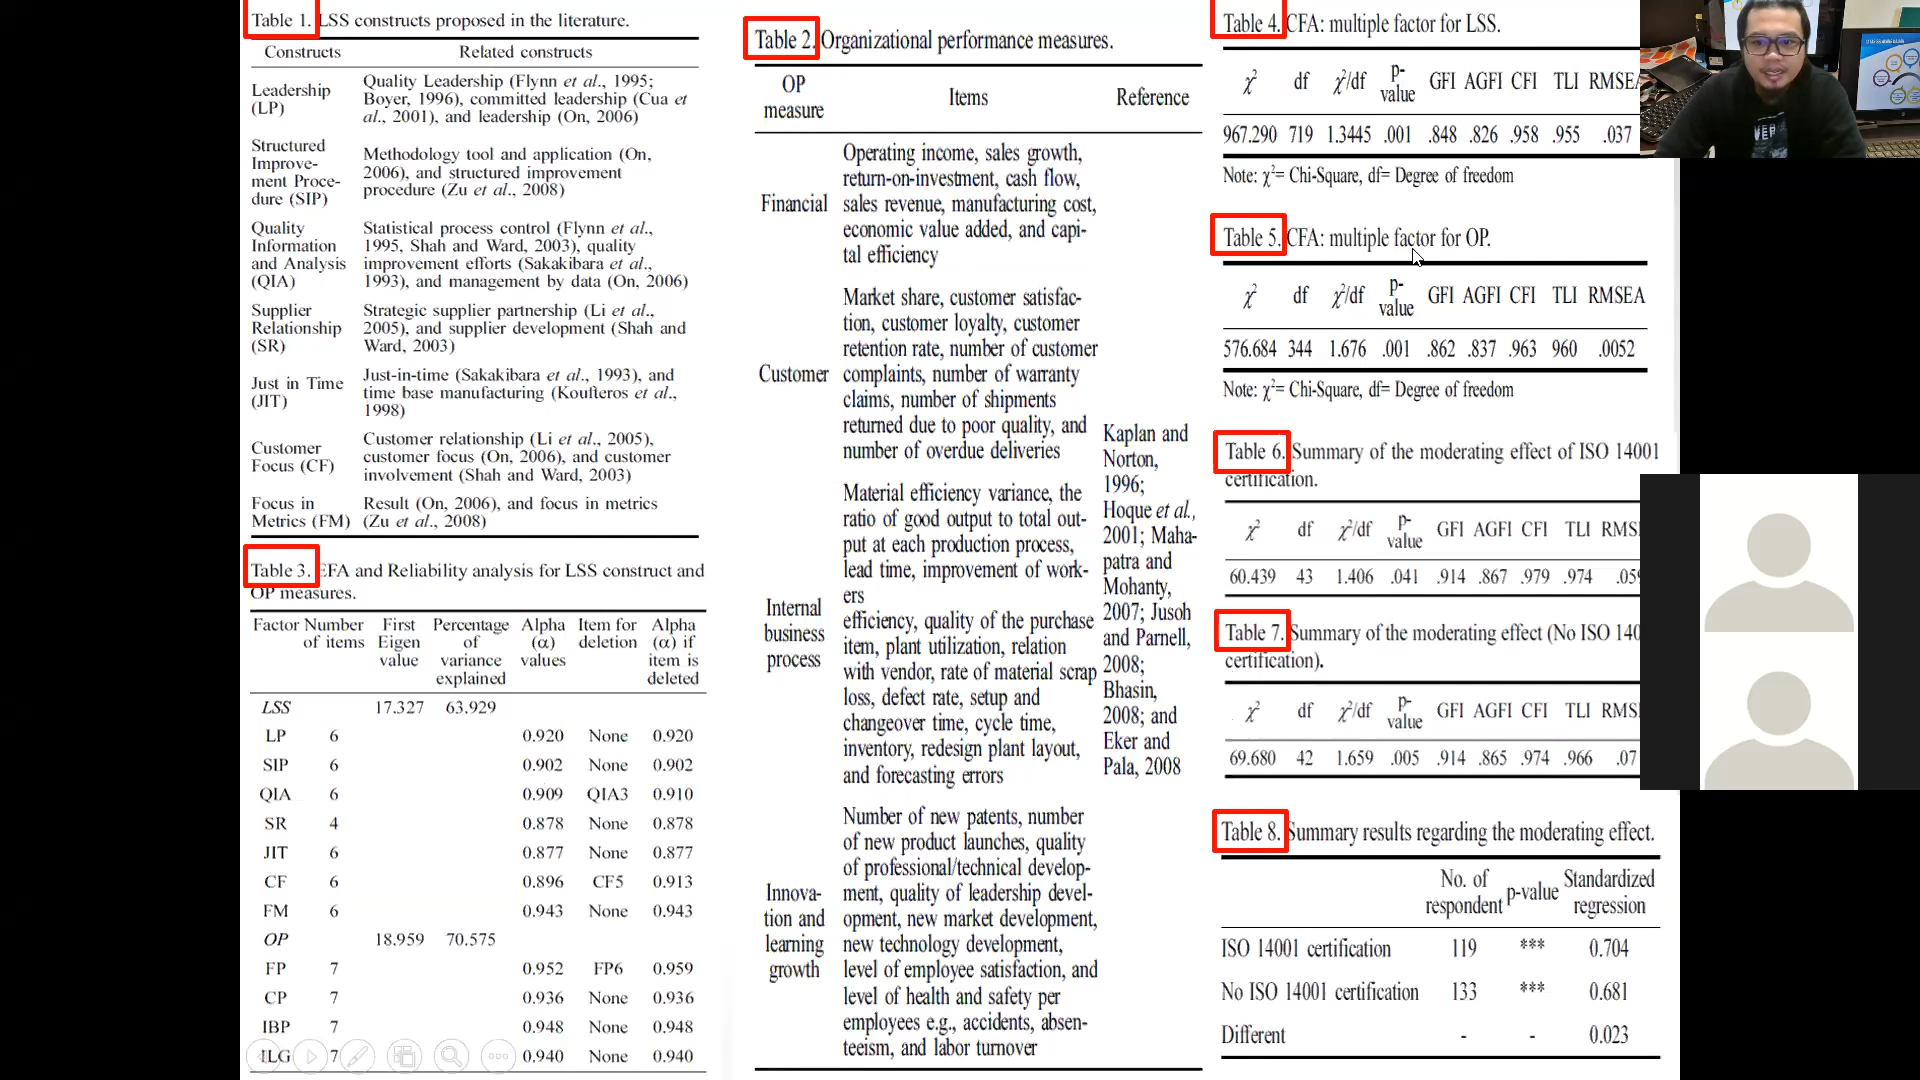 Table 1. LSS constructs proposed in the literature.
Constructs Related constructs
Leadership (LP) Quality Leadership (Flynn et al., 1995;
Boyer, 1996), committed leadership (Cua et
al., 2001), and leadership (On, 2006)
Structured
Improve-
ment Proce-
dure (SIP)
Methodology tool and application (On,
2006), and structured improvement
procedure (Zu et al., 2008)
Quality
Information
and Analysis
(QIA)
Statistical process control (Flynn et al.,
1995, Shah and Ward, 2003), quality
improvement efforts (Sakakibara et al.,
1993), and management by data (On, 2006)
Supplier
Relationship
(SR)
Strategic supplier partnership (Li et al.,
2005), and supplier development (Shah and
Ward, 2003)
Just in Time
(JIT)
Just-in-time (Sakakibara et al., 1993), and
time base manufacturing (Koufteros et al.,
1998)
Customer
Focus (CF)
Customer relationship (Li et al., 2005),
customer focus (On, 2006), and customer
involvement (Shah and Ward, 2003)
Focus in
Metrics (FM)
Result (On, 2006), and focus in metrics
(Zu et al., 2008)
Table 3. EFA and Reliability analysis for LSS construct and
OP measures.
Factor Number of items First Eigen value Percentage of variance explained Alpha (α) values Item for deletion Alpha (α) if item is deleted
LSS 17.327 63.929
LP 6 0.920 None 0.920
SIP 6 0.902 None 0.902
QIA 6 0.909 QIA3 0.910
SR 4 0.878 None 0.878
JIT 6 0.877 None 0.877
CF 6 0.896 CF5 0.913
FM 6 0.943 None 0.943
OP 18.959 70.575
FP 7 0.952 FP6 0.959
CP 7 0.936 None 0.936
IBP 7 0.948 None 0.948
ILG 7 0.940 None 0.940
Table 2. Organizational performance measures.
OP measure Items Reference
Financial
Operating income, sales growth,
return-on-investment, cash flow,
sales revenue, manufacturing cost,
economic value added, and capi-
tal efficiency
Customer
Market share, customer satisfac-
tion, customer loyalty, customer
retention rate, number of customer
complaints, number of warranty
claims, number of shipments
returned due to poor quality, and
number of overdue deliveries
Internal
business
process
Material efficiency variance, the
ratio of good output to total out-
put at each production process,
lead time, improvement of work-
ers
efficiency, quality of the purchase
item, plant utilization, relation
with vendor, rate of material scrap
loss, defect rate, setup and
changeover time, cycle time,
inventory, redesign plant layout,
and forecasting errors
Innova-
tion and
learning
growth
Number of new patents, number
of new product launches, quality
of professional/technical develop-
ment, quality of leadership devel-
opment, new market development,
new technology development,
level of employee satisfaction, and
level of health and safety per
employees e.g., accidents, absen-
teeism, and labor turnover
Kaplan and
Norton,
1996;
Hoque et al.,
2001; Maha-
patra and
Mohanty,
2007; Jusoh
and Parnell,
2008;
Bhasin,
2008; and
Eker and
Pala, 2008
Table 4. CFA: multiple factor for LSS.
χ² df χ²/df p-value GFI AGFI CFI TLI RMSEA
967.290 719 1.3445 .001 .848 .826 .958 .955 .037
Note: χ²= Chi-Square, df= Degree of freedom
Table 5. CFA: multiple factor for OP.
χ² df χ²/df p-value GFI AGFI CFI TLI RMSEA
576.684 344 1.676 .001 .862 .837 .963 960 .0052
Note: χ²= Chi-Square, df= Degree of freedom
Table 6. Summary of the moderating effect of ISO 14001
certification.
χ² df χ²/df p-value GFI AGFI CFI TLI RMS
60.439 43 1.406 .041 .914 .867 .979 .974 .05
Table 7. Summary of the moderating effect (No ISO 140
certification).
χ² df χ²/df p-value GFI AGFI CFI TLI RMS
69.680 42 1.659 .005 .914 .865 .974 .966 .07
Table 8. Summary results regarding the moderating effect.
No. of respondent p-value Standardized regression
ISO 14001 certification 119 *** 0.704
No ISO 14001 certification 133 *** 0.681
Different - - 0.023